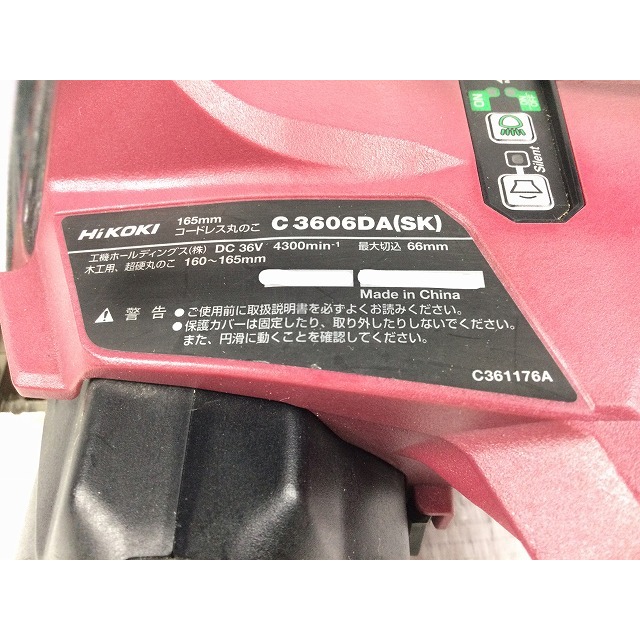 ON
Silent
HiKOKI 165mm コードレス丸のこ C 3606DA(SK)
工機ホールディングス(株) DC 36V 4300min-1 最大切込 66mm
木工用、超硬丸のこ 160～165mm
Made in China
警告 ●ご使用前に取扱説明書を必ずよくお読みください。
●保護カバーは固定したり、取り外したりしないでください。
また、円滑に動くことを確認してください。
C361176A